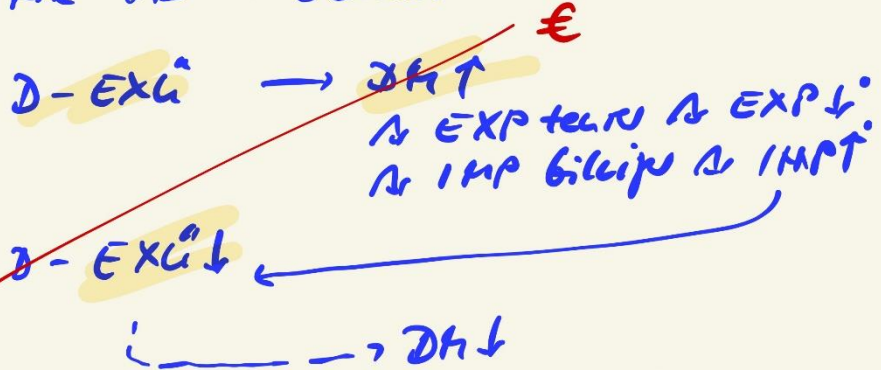 €
D - EXÜ → DM ↑
⇒ EXP teurer ⇒ EXP ↓
⇒ IMP billiger ⇒ IMP ↑
D - EXÜ ↓
→ DM ↓